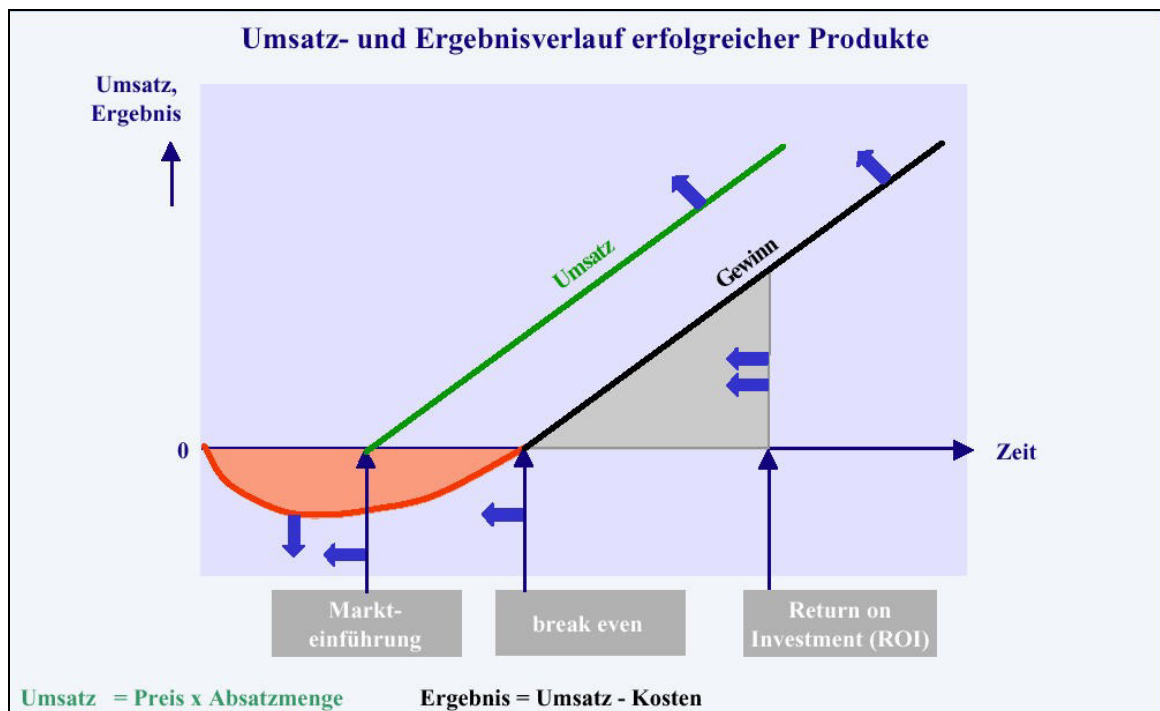 Umsatz- und Ergebnisverlauf erfolgreicher Produkte
Umsatz,
Ergebnis
Umsatz
Gewinn
0
Zeit
Markt-
einführung
break even
Return on
Investment (ROI)
Umsatz = Preis x Absatzmenge
Ergebnis = Umsatz - Kosten